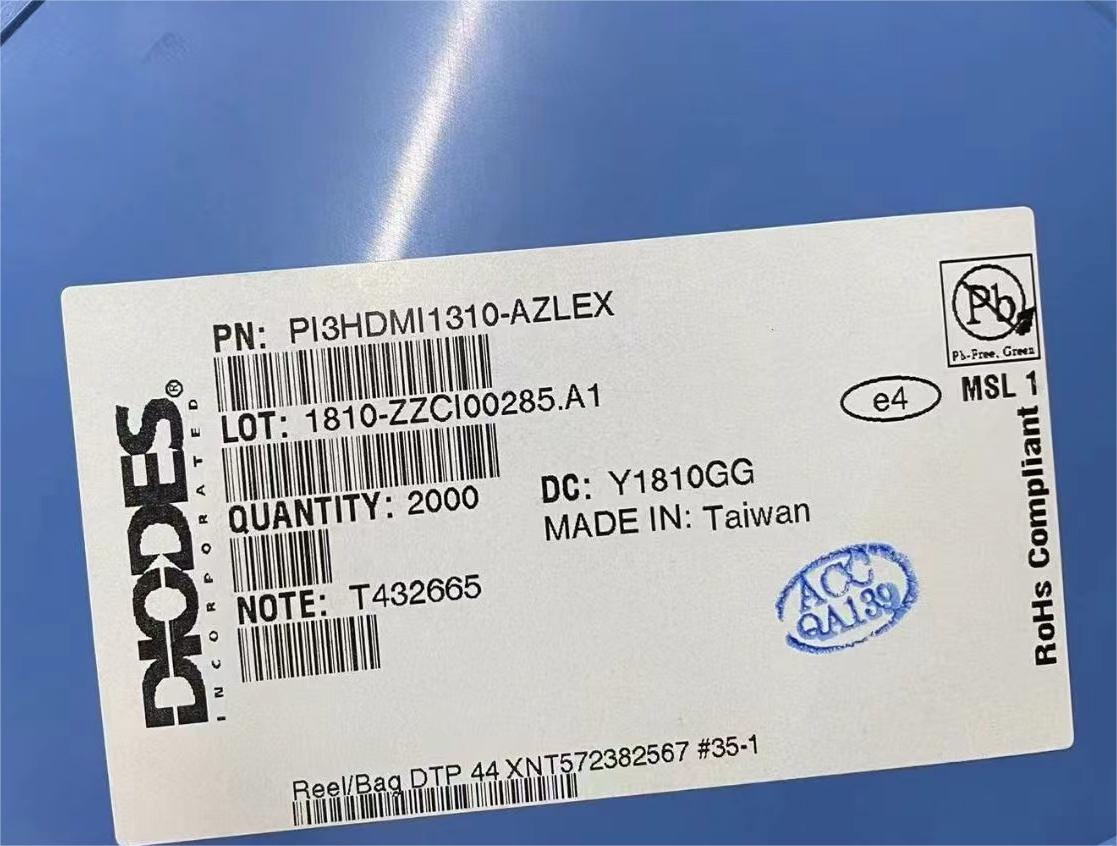 PN: PI3HDMI1310-AZLEX
LOT: 1810-ZZCI00285.A1
QUANTITY: 2000
DC: Y1810GG
MADE IN: Taiwan
NOTE: T432665
Reel/Bag DTP 44 XNT572382567 #35-1
DIODES®
INCORPORATED
Pb
Pb-Free, Green
e4
MSL 1
RoHs Compliant
ACC
QA139